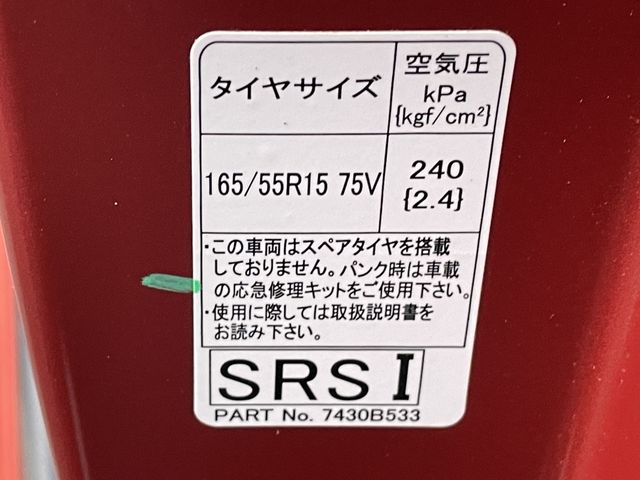 タイヤサイズ
空気圧
kPa
{kgf/cm²}
165/55R15 75V
240
{2.4}
・この車両はスペアタイヤを搭載
しておりません。パンク時は車載
の応急修理キットをご使用下さい。
・使用に際しては取扱説明書を
お読み下さい。
SRS I
PART No. 7430B533